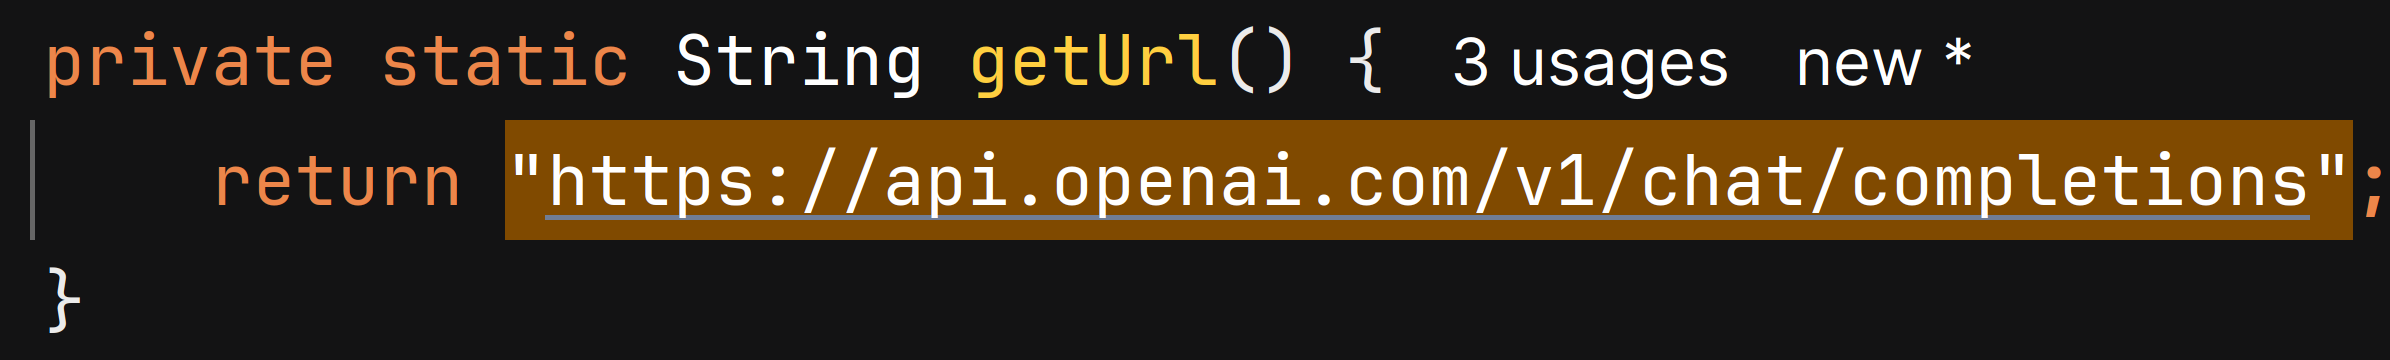 private static String getUrl() { 3 usages new *
return "https://api.openai.com/v1/chat/completions";
}